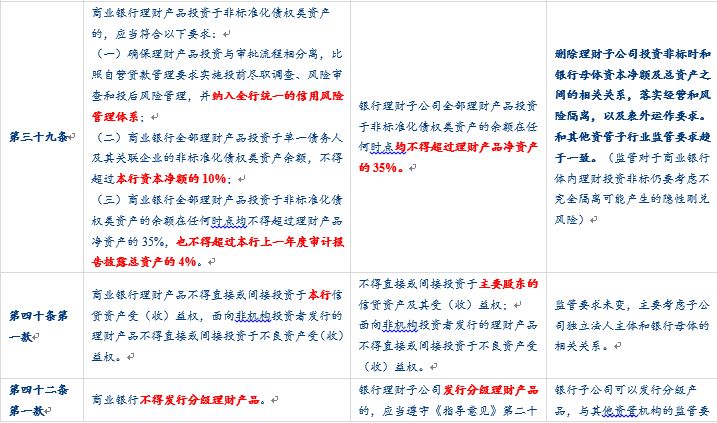 第三十九条
商业银行理财产品投资于非标准化债权类资产
的，应当符合以下要求：
（一）确保理财产品投资与审批流程相分离，比
照自营贷款管理要求实施投前尽职调查、风险审
查和投后风险管理，并纳入全行统一的信用风险
管理体系；
（二）商业银行全部理财产品投资于单一债务人
及其关联企业的非标准化债权类资产余额，不得
超过本行资本净额的10%；
（三）商业银行全部理财产品投资于非标准化债
权类资产的余额在任何时点均不得超过理财产品
净资产的35%，也不得超过本行上一年度审计报
告披露总资产的4%。
银行理财子公司全部理财产品投资
于非标准化债权类资产的余额在任
何时点均不得超过理财产品净资产
的35%。
删除理财子公司投资非标时和
银行母体资本净额及总资产之
间的相关关系，落实经营和风
险隔离，以及表外运作要求。
和其他资管子行业监管要求趋
于一致。（监管对于商业银行
体内理财投资非标仍要考虑不
完全隔离可能产生的隐性刚兑
风险）
第四十条第
一款
商业银行理财产品不得直接或间接投资于本行信
贷资产受（收）益权，面向非机构投资者发行的
理财产品不得直接或间接投资于不良资产受（收）
益权。
不得直接或间接投资于主要股东的
信贷资产及其受（收）益权；
面向非机构投资者发行的理财产品
不得直接或间接投资于不良资产受
（收）益权。
监管要求未变，主要考虑子公
司独立法人主体和银行母体的
相关关系。
第四十二条
第一款
商业银行不得发行分级理财产品。
银行理财子公司发行分级理财产品
的，应当遵守《指导意见》第二十
银行子公司可以发行分级产
品，与其他资管机构的监管要